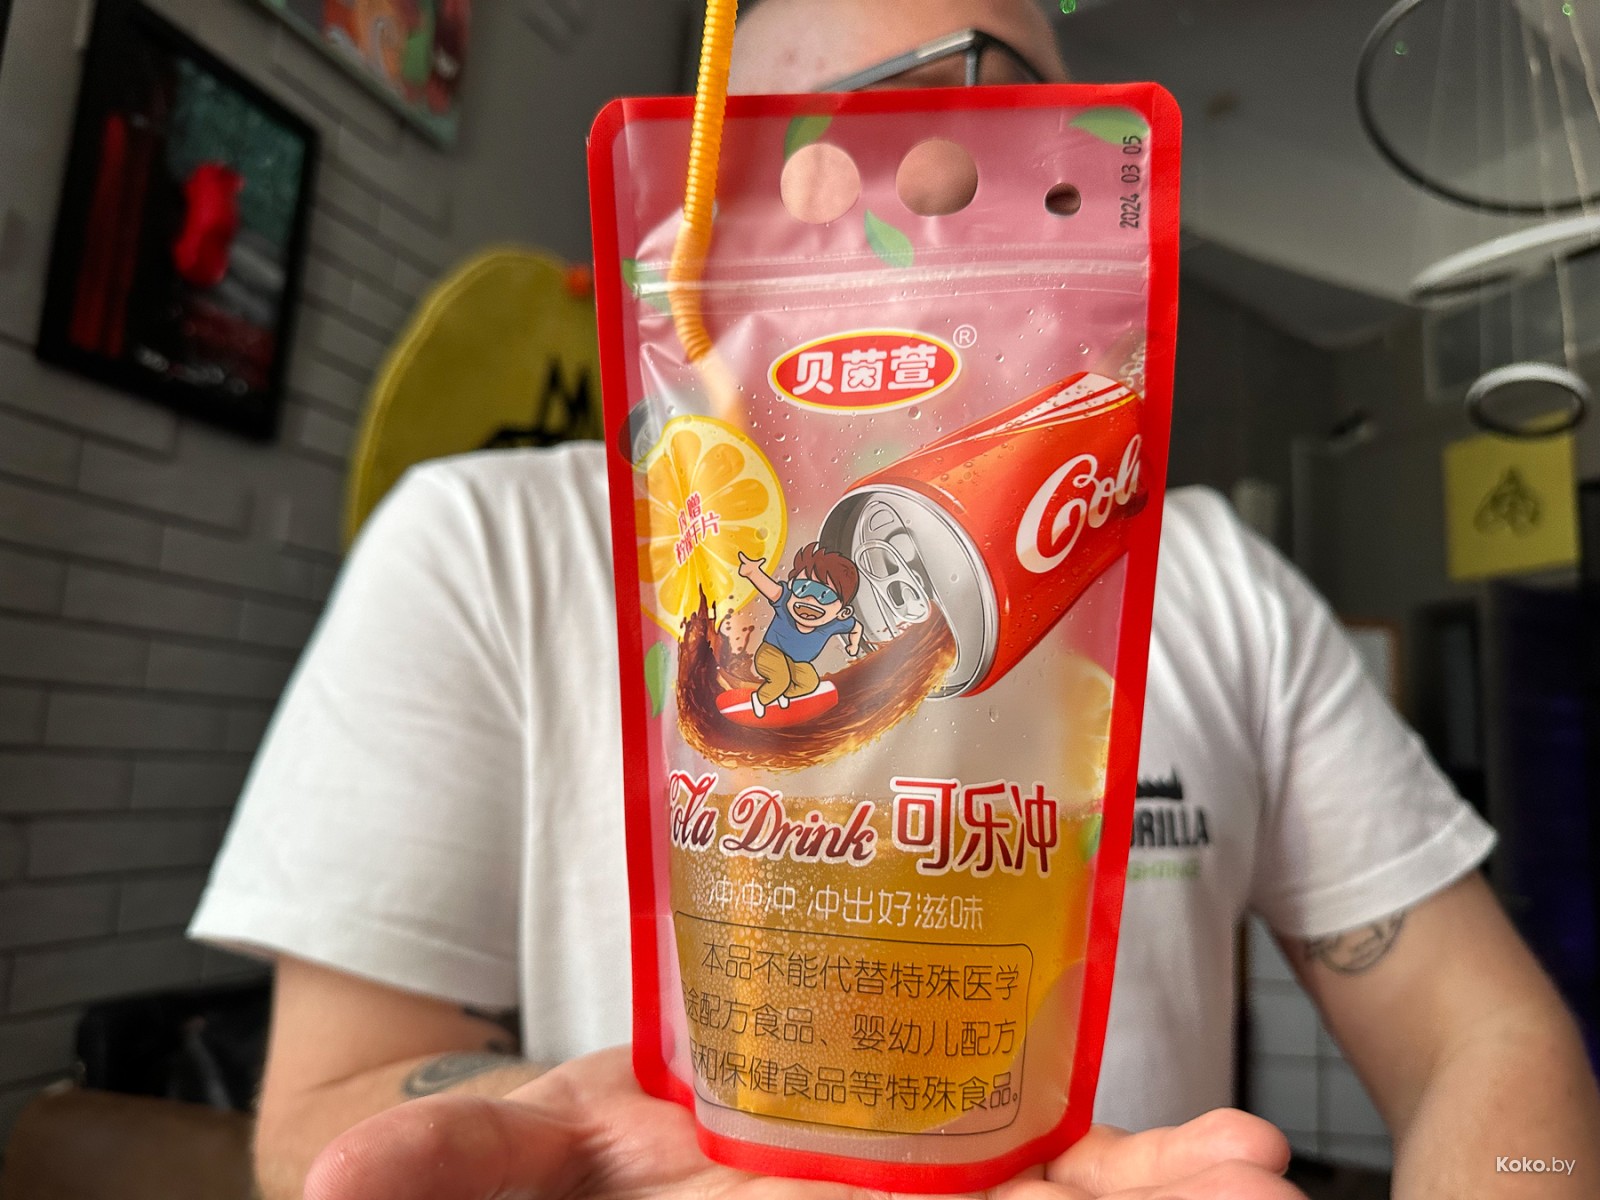 2024 03 05
贝茵萱®
Cola
内赠
柠檬干片
Cola Drink 可乐冲
冲冲冲 冲出好滋味
本品不能代替特殊医学
途配方食品、婴幼儿配方
和保健食品等特殊食品。
RILLA
Koko.by